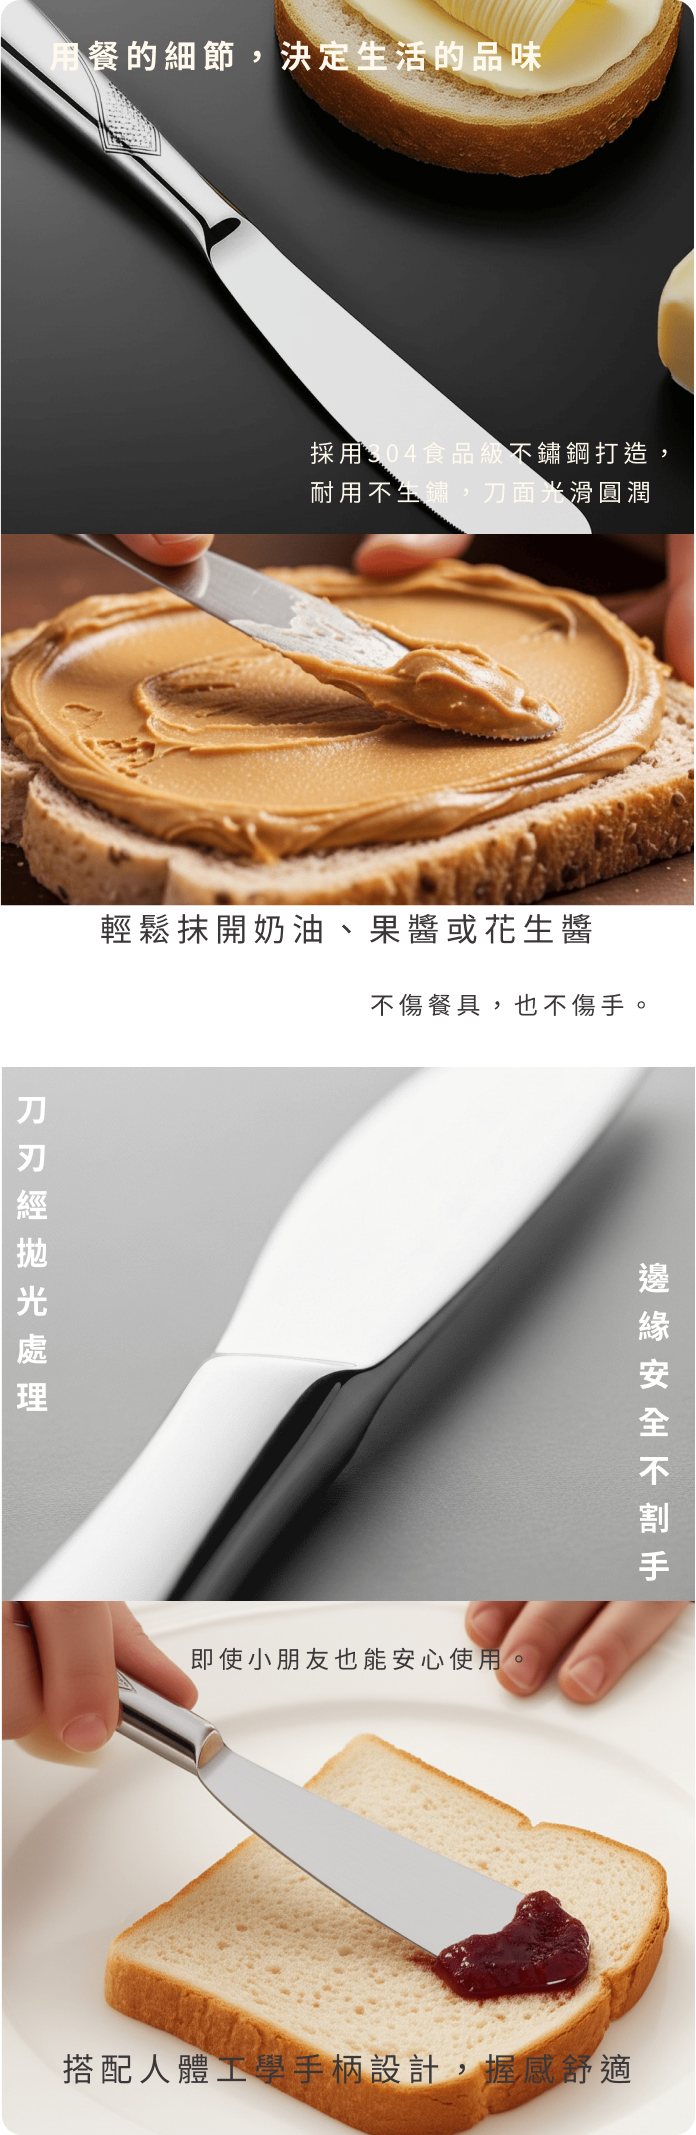 用餐的細節，決定生活的品味
採用304食品級不鏽鋼打造，
耐用不生鏽，刀面光滑圓潤
輕鬆抹開奶油、果醬或花生醬
不傷餐具，也不傷手。
刀刃經拋光處理
邊緣安全不割手
即使小朋友也能安心使用。
搭配人體工學手柄設計，握感舒適